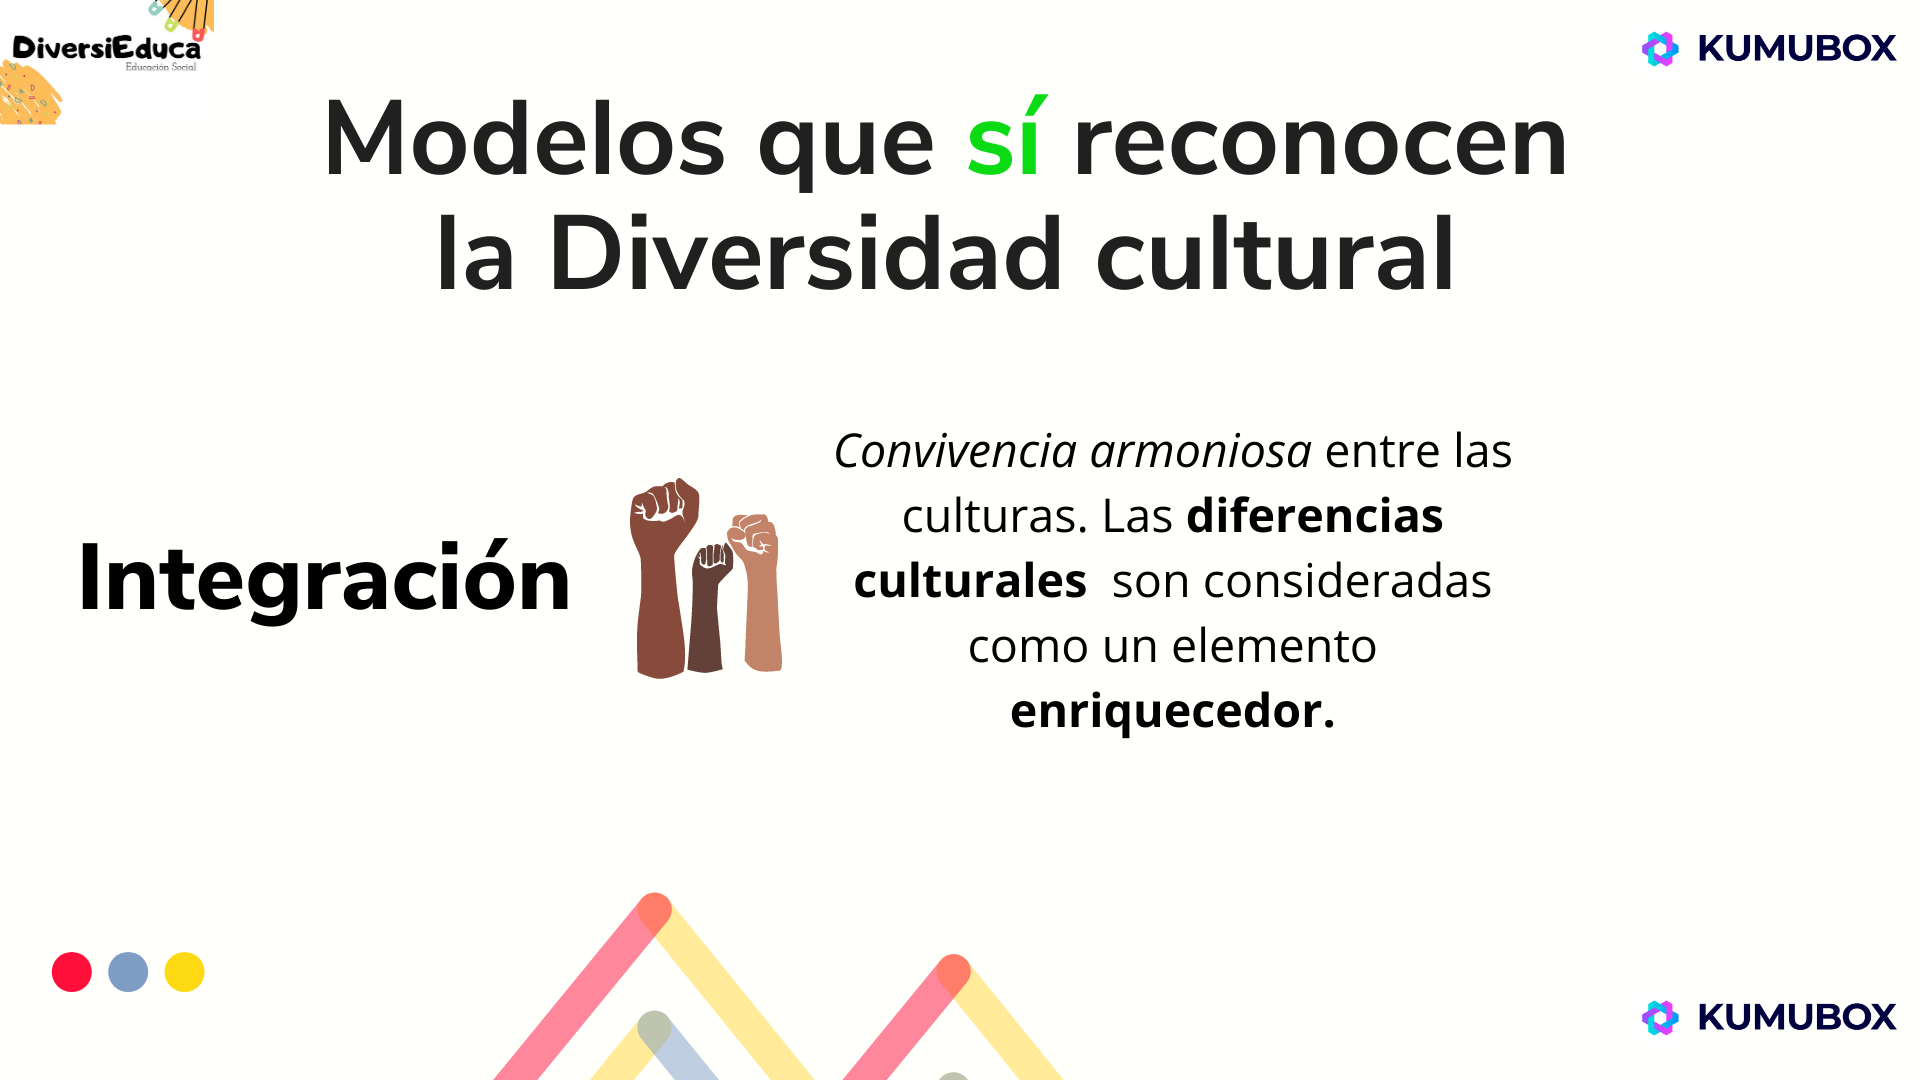 DiversiEduca
Educación Social
KUMUBOX
Modelos que sí reconocen
la Diversidad cultural
Integración
Convivencia armoniosa entre las
culturas. Las diferencias
culturales son consideradas
como un elemento
enriquecedor.
KUMUBOX